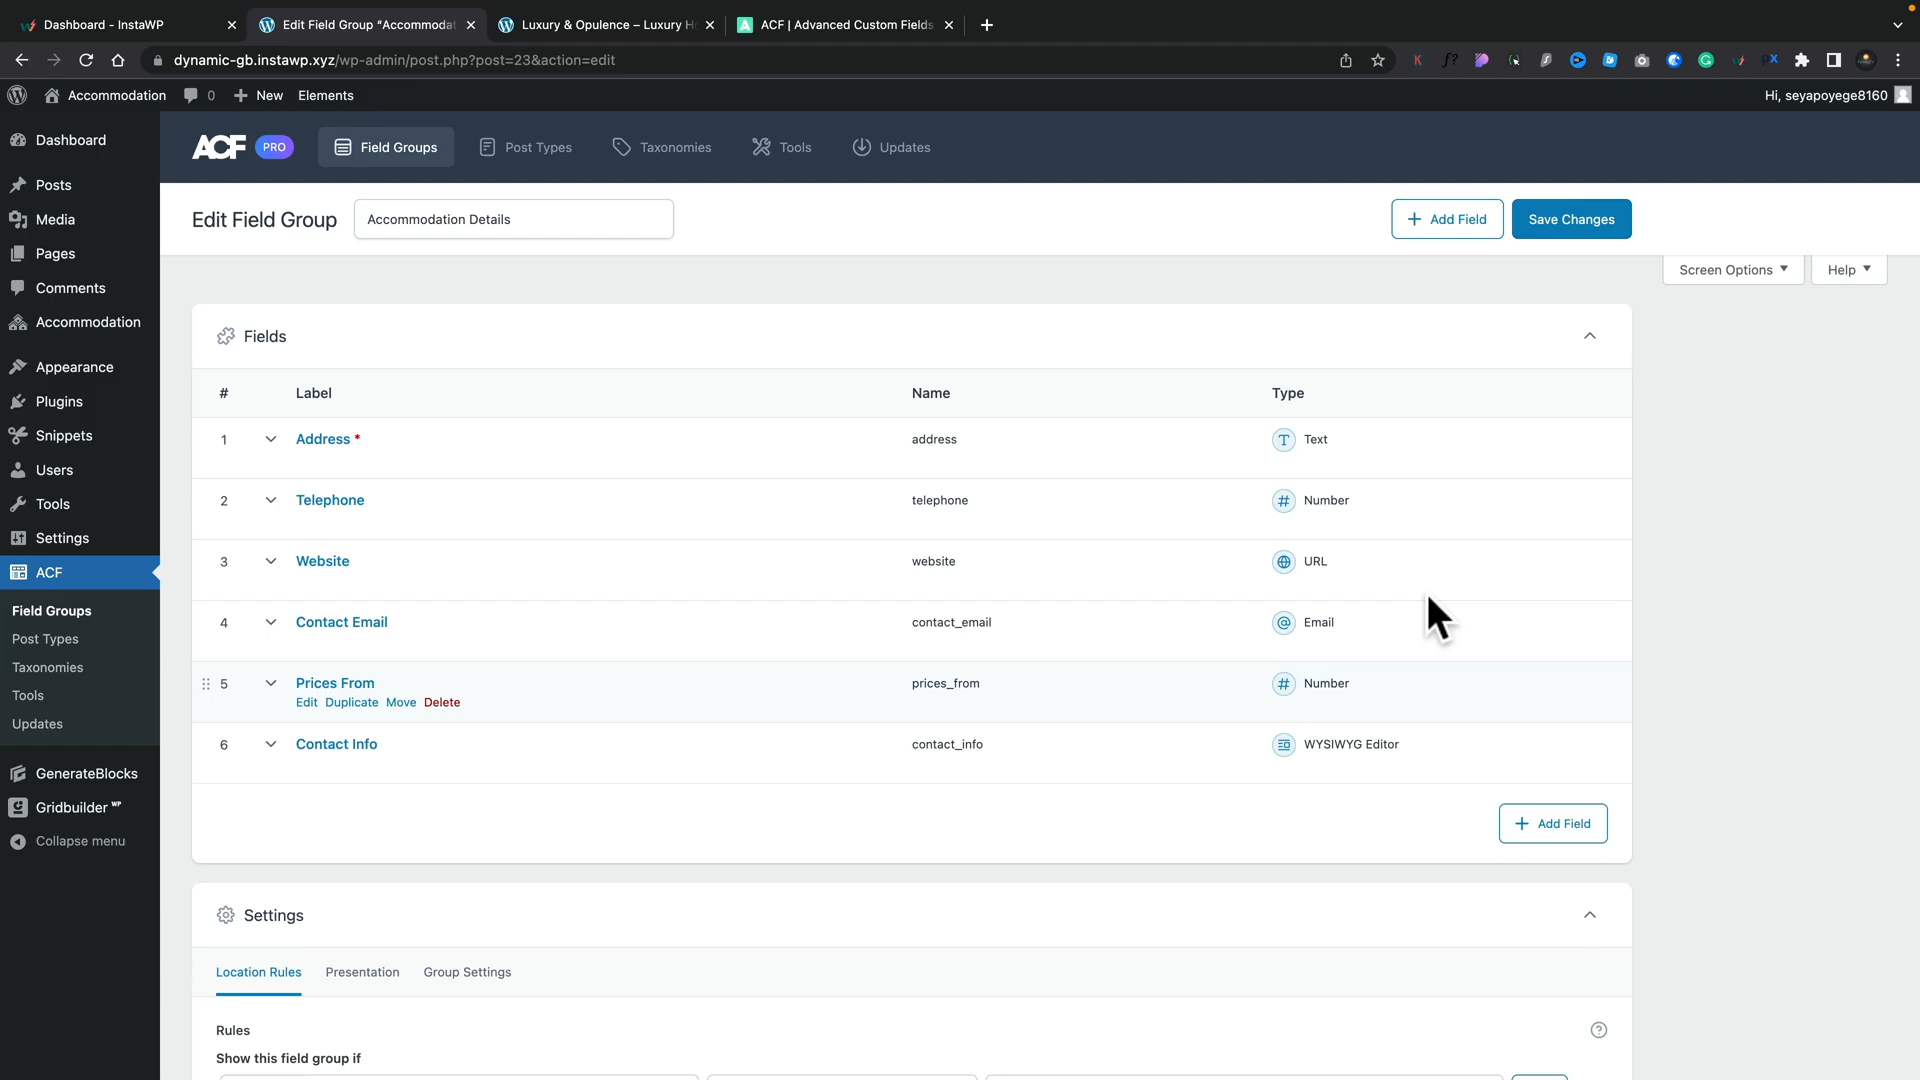 Dashboard - InstaWP
Edit Field Group "Accommodat
Luxury & Opulence – Luxury H
ACF | Advanced Custom Fields
dynamic-gb.instawp.xyz/wp-admin/post.php?post=23&action=edit
Accommodation
0
New
Elements
Hi, seyapoyege8160
Dashboard
Posts
Media
Pages
Comments
Accommodation
Appearance
Plugins
Snippets
Users
Tools
Settings
ACF
Field Groups
Post Types
Taxonomies
Tools
Updates
GenerateBlocks
Gridbuilder ᵂᴾ
Collapse menu
ACF PRO
Field Groups
Post Types
Taxonomies
Tools
Updates
Edit Field Group
Accommodation Details
+ Add Field
Save Changes
Screen Options
Help
Fields
# Label Name Type
1 Address * address Text
2 Telephone telephone Number
3 Website website URL
4 Contact Email contact_email Email
5 Prices From prices_from Number
Edit Duplicate Move Delete
6 Contact Info contact_info WYSIWYG Editor
+ Add Field
Settings
Location Rules Presentation Group Settings
Rules
Show this field group if